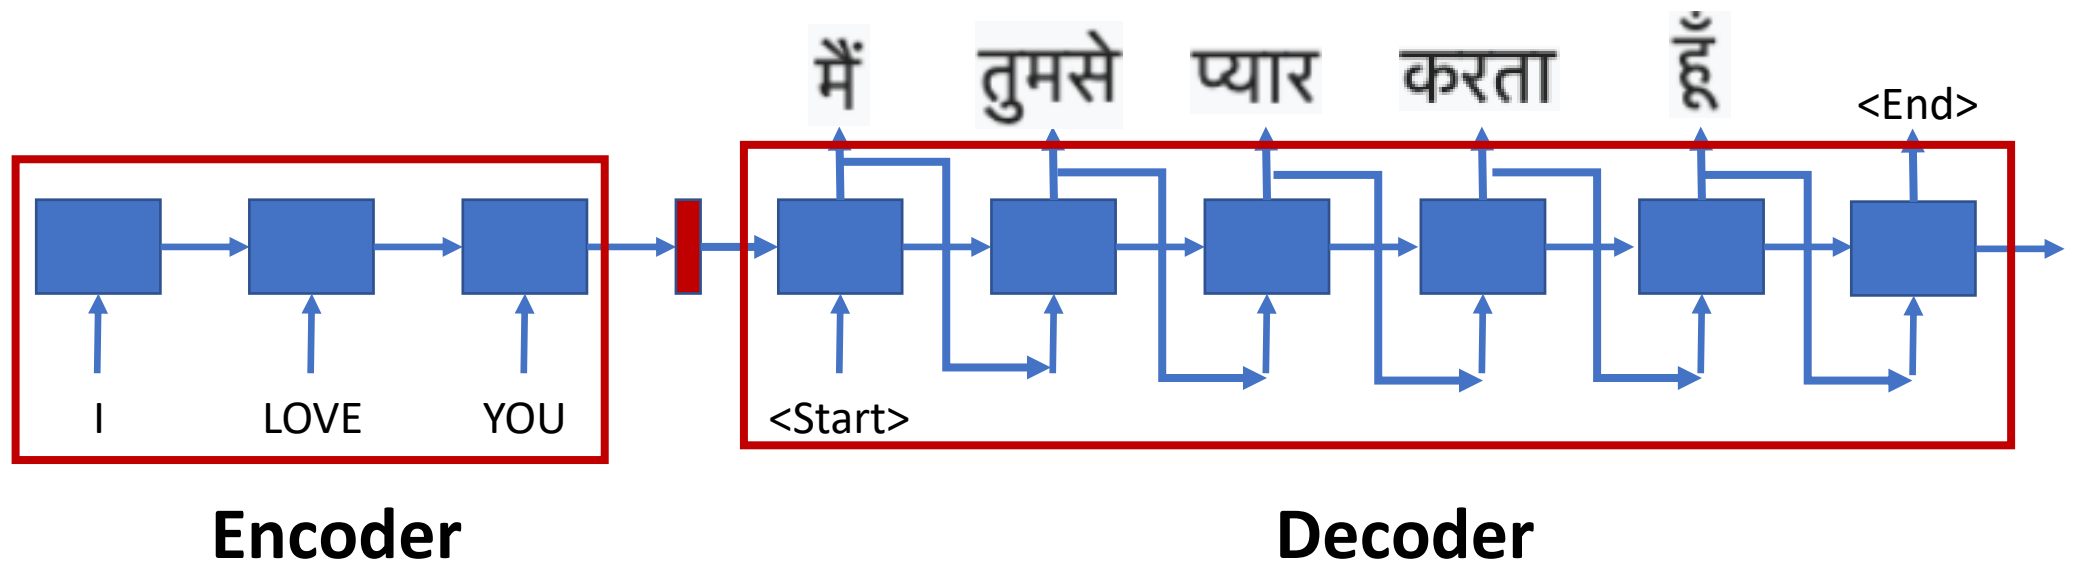 मैं तुमसे प्यार करता हूँ <End>
I LOVE YOU <Start>
Encoder Decoder